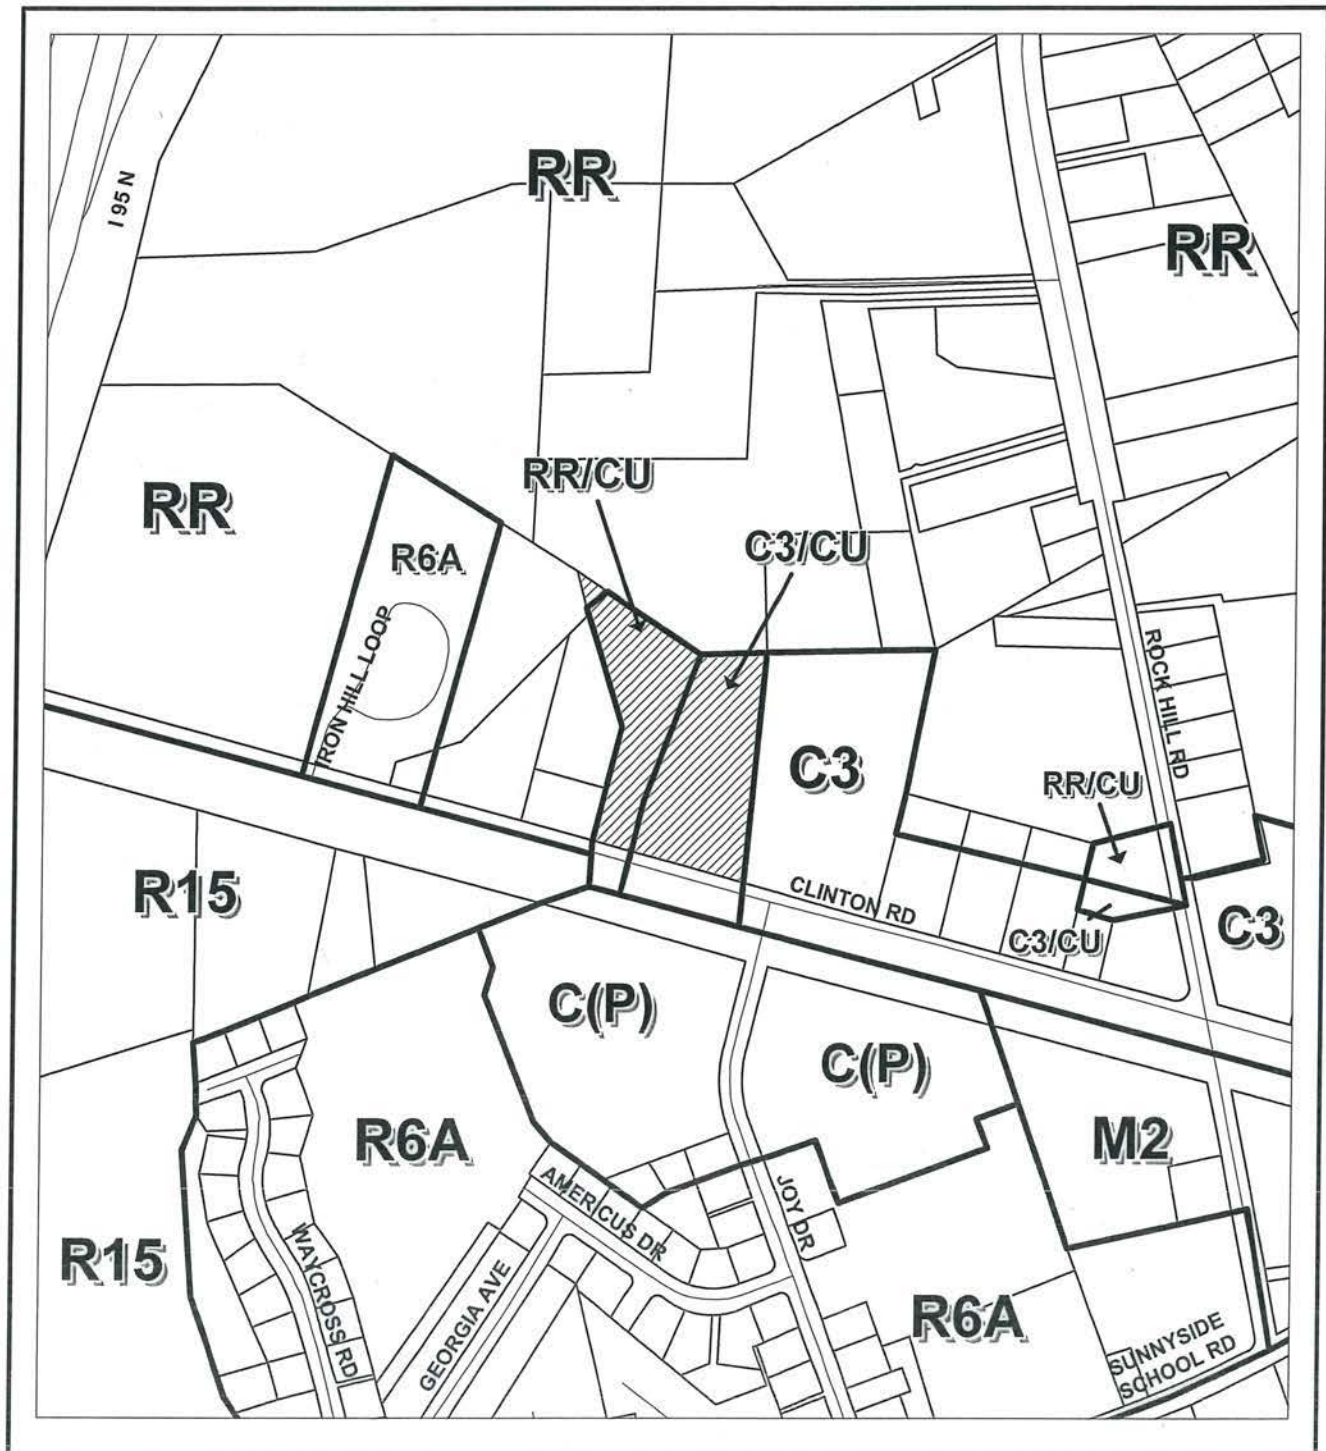 I 95 N
RR
RR
RR/CU
RR
C3/CU
R6A
IRON HILL LOOP
ROCK HILL RD
C3
RR/CU
R15
CLINTON RD
C3/CU
C3
C(P)
C(P)
R6A
M2
AMERICUS DR
JOY DR
R15
WAYCROSS RD
GEORGIA AVE
R6A
SUNNYSIDE
SCHOOL RD